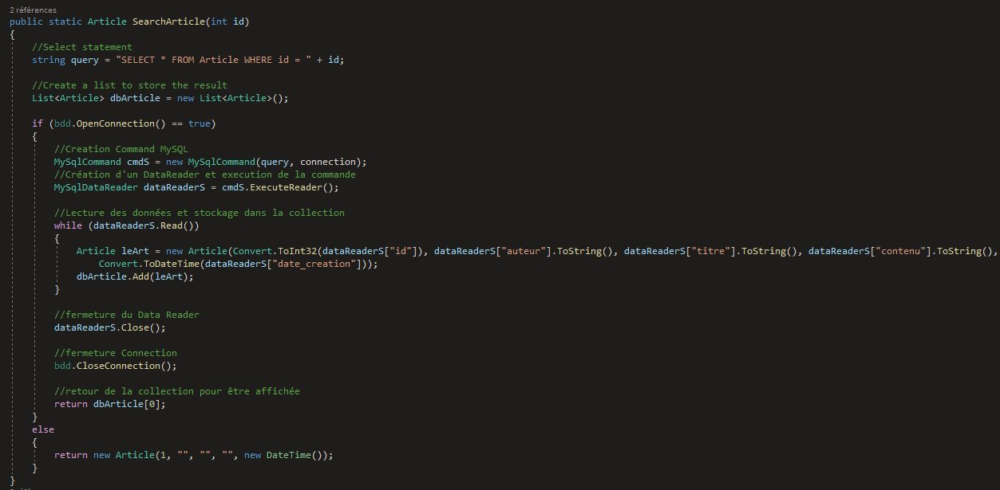 2 références
public static Article SearchArticle(int id)
{
    //Select statement
    string query = "SELECT * FROM Article WHERE id = " + id;

    //Create a list to store the result
    List<Article> dbArticle = new List<Article>();

    if (bdd.OpenConnection() == true)
    {
        //Creation Command MySQL
        MySqlCommand cmdS = new MySqlCommand(query, connection);
        //Création d'un DataReader et execution de la commande
        MySqlDataReader dataReaderS = cmdS.ExecuteReader();

        //Lecture des données et stockage dans la collection
        while (dataReaderS.Read())
        {
            Article leArt = new Article(Convert.ToInt32(dataReaderS["id"]), dataReaderS["auteur"].ToString(), dataReaderS["titre"].ToString(), dataReaderS["contenu"].ToString(),
                Convert.ToDateTime(dataReaderS["date_creation"]));
            dbArticle.Add(leArt);
        }

        //fermeture du Data Reader
        dataReaderS.Close();

        //fermeture Connection
        bdd.CloseConnection();

        //retour de la collection pour être affichée
        return dbArticle[0];
    }
    else
    {
        return new Article(1, "", "", "", new DateTime());
    }
}